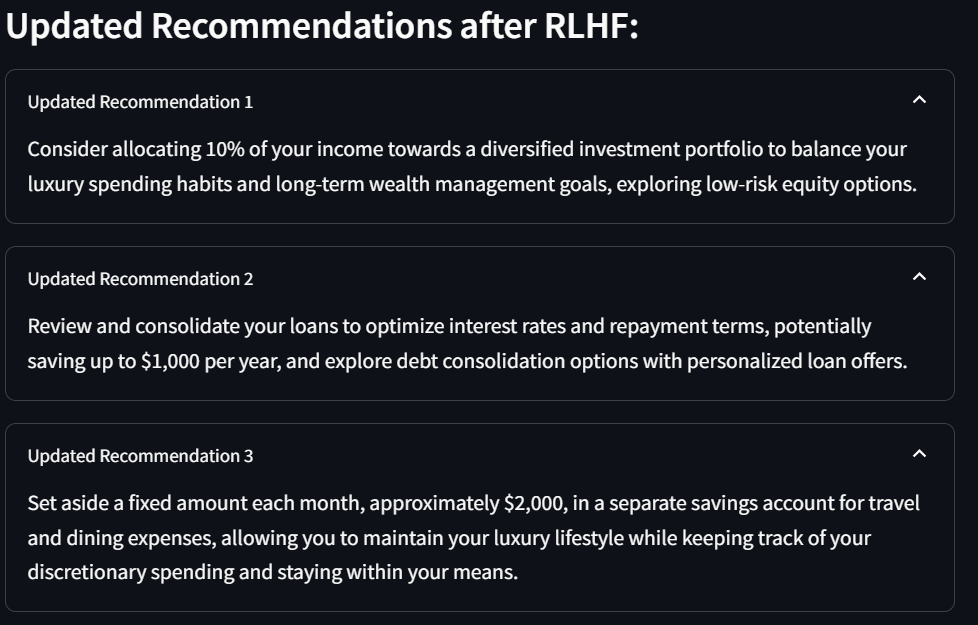 Updated Recommendations after RLHF:
Updated Recommendation 1
Consider allocating 10% of your income towards a diversified investment portfolio to balance your
luxury spending habits and long-term wealth management goals, exploring low-risk equity options.
Updated Recommendation 2
Review and consolidate your loans to optimize interest rates and repayment terms, potentially
saving up to $1,000 per year, and explore debt consolidation options with personalized loan offers.
Updated Recommendation 3
Set aside a fixed amount each month, approximately $2,000, in a separate savings account for travel
and dining expenses, allowing you to maintain your luxury lifestyle while keeping track of your
discretionary spending and staying within your means.